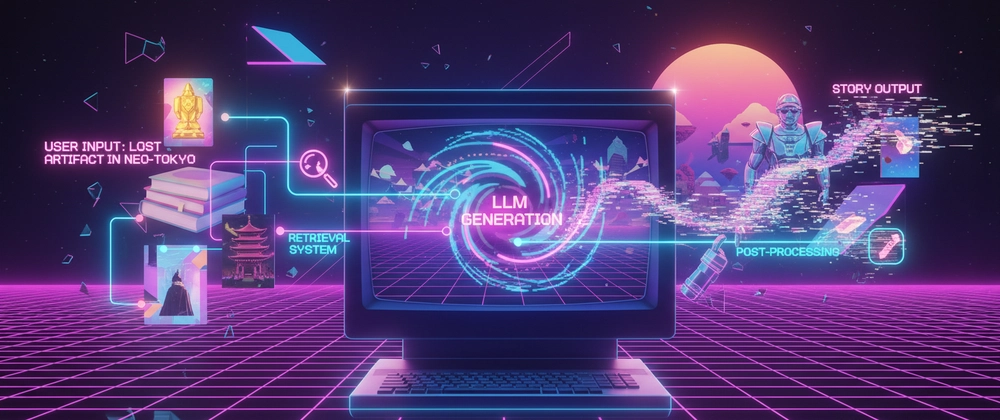 USER INPUT: LOST
ARTIFACT IN NEO-TOKYO
RETRIEVAL
SYSTEM
LLM
GENERATION
STORY OUTPUT
POST-PROCESSING